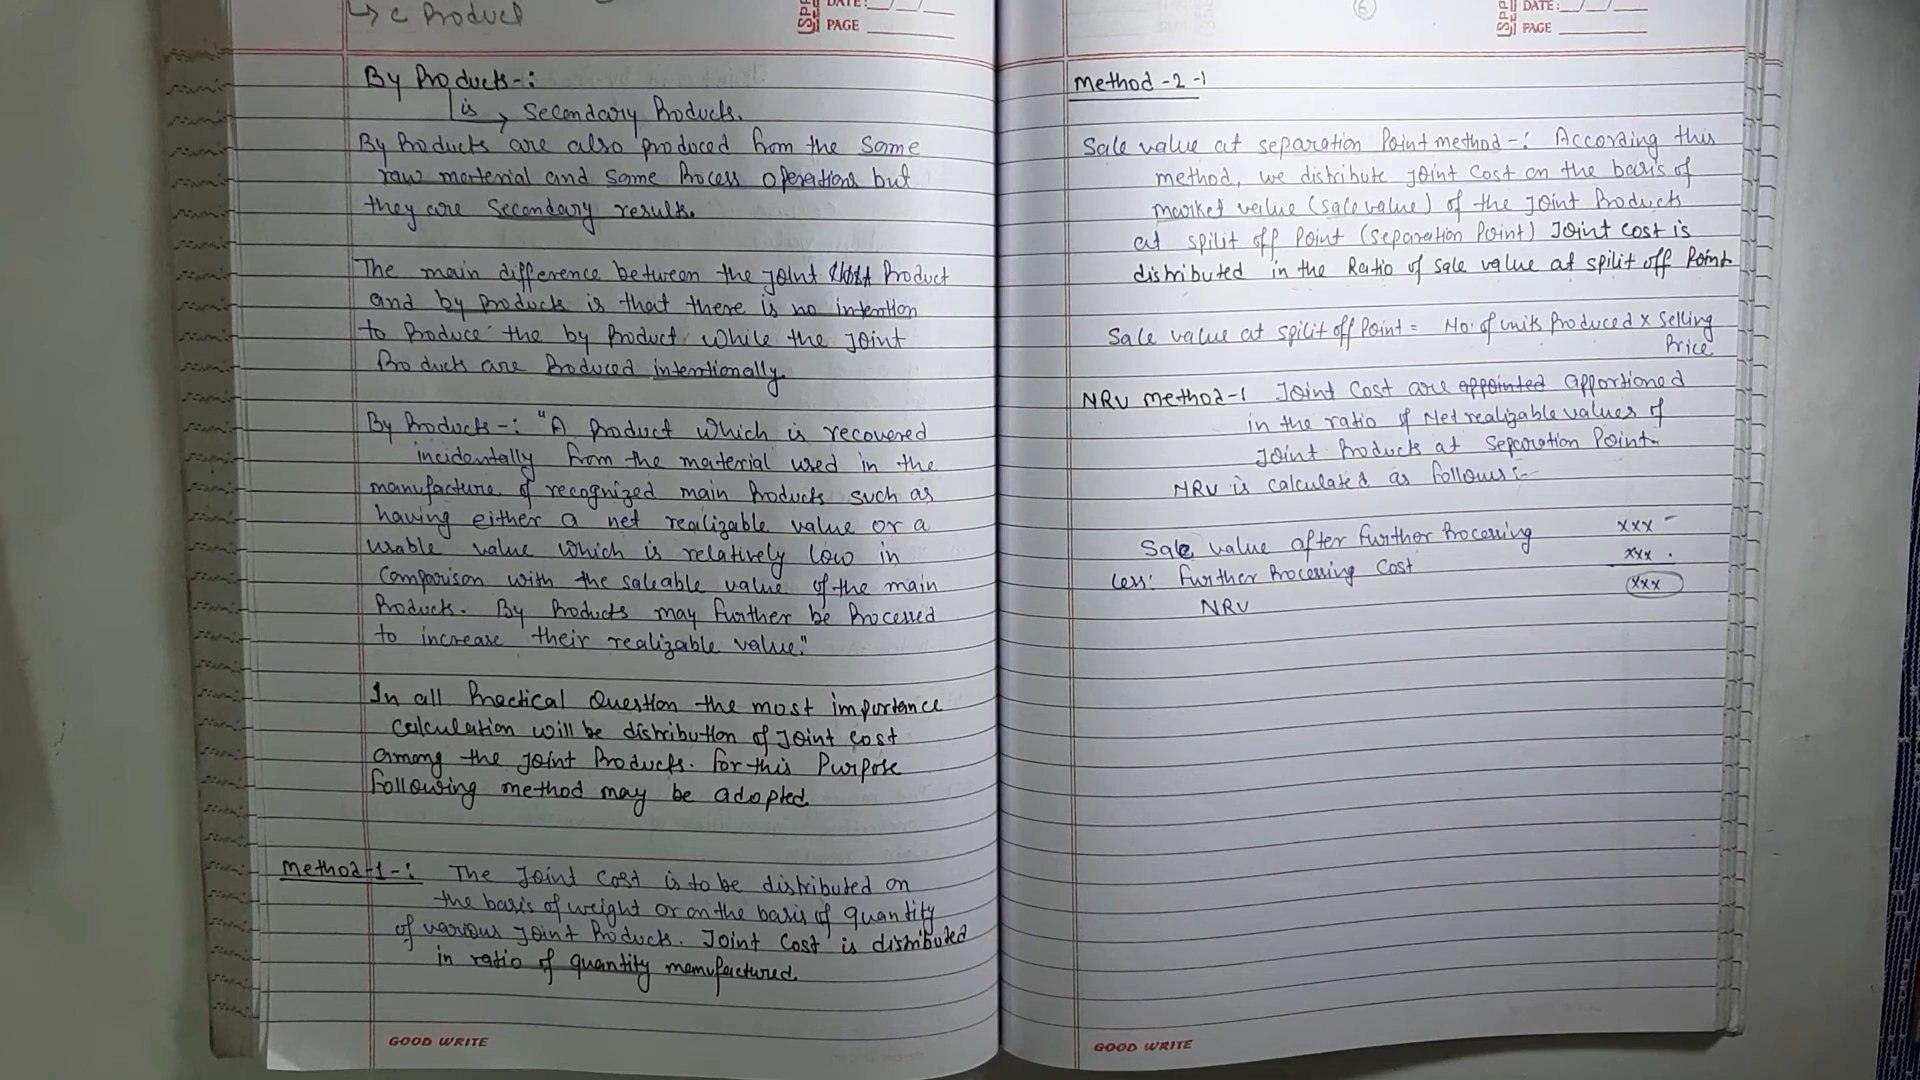 ↳ c Product
DATE: __/__/__
PAGE
By Products-:
is → Secondary Products.
By Products are also produced from the same
raw material and same Process operations but
they are Secondary results.
The main difference between the joint Product
and by products is that there is no intention
to Produce the by Product while the Joint
Products are Produced intentionally
By Products-: "A Product which is recovered
incidentally from the material used in the
manufacture of recognized main Products such as
having either a net realizable value or a
usable value which is relatively low in
Comparison with the saleable value of the main
Products. By Products may further be Processed
to increase their realizable value."
In all Practical Question the most importance
Calculation will be distribution of Joint Cost
among the joint Products. For this Purpose
following method may be adopted
Method-1-: The Joint Cost is to be distributed on
the basis of weight or on the basis of quantity
of various Joint Products. Joint Cost is distributed
in ratio of quantity manufactured.
GOOD WRITE
6
DATE: __/__/__
PAGE
Method-2-1
Sale value at separation Point method-: According this
method, we distribute joint Cost on the basis of
market value (sale value) of the Joint Products
at spilit off Point (separation Point) Joint cost is
distributed in the Ratio of sale value at spilit off Point
Sale value at spilit off Point = No. of units Produced x Selling
Price
NRV method-1 Joint Cost are appointed apportioned
in the ratio of Net realizable values of
Joint Products at Separation Point.
NRV is calculated as follows:-
Sale value after Further Processing xxx -
Less: Further Processing Cost xxx .
NRV xxx
GOOD WRITE